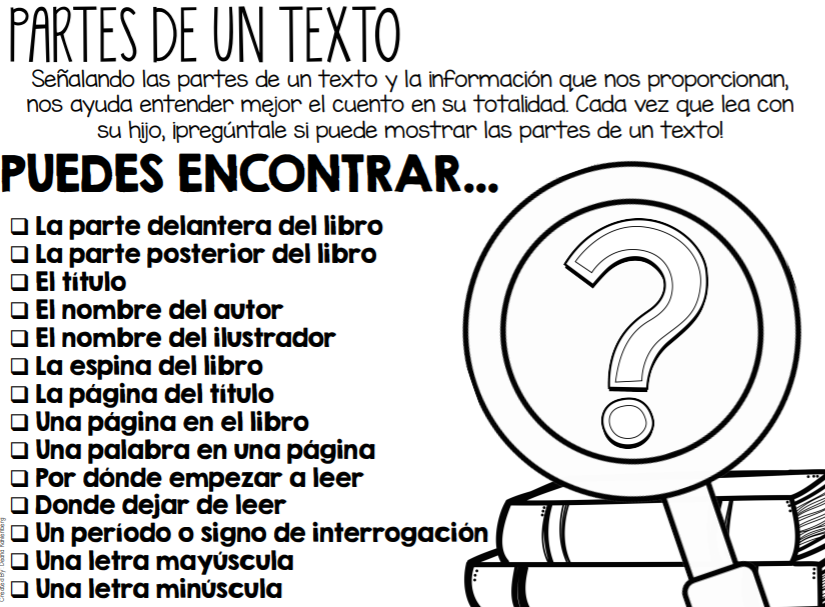 PARTES DE UN TEXTO
Señalando las partes de un texto y la información que nos proporcionan,
nos ayuda entender mejor el cuento en su totalidad. Cada vez que lea con
su hijo, ¡pregúntale si puede mostrar las partes de un texto!
PUEDES ENCONTRAR...
La parte delantera del libro
La parte posterior del libro
El título
El nombre del autor
El nombre del ilustrador
La espina del libro
La página del título
Una página en el libro
Una palabra en una página
Por dónde empezar a leer
Donde dejar de leer
Un período o signo de interrogación
Una letra mayúscula
Una letra minúscula
Created By: Deana
?